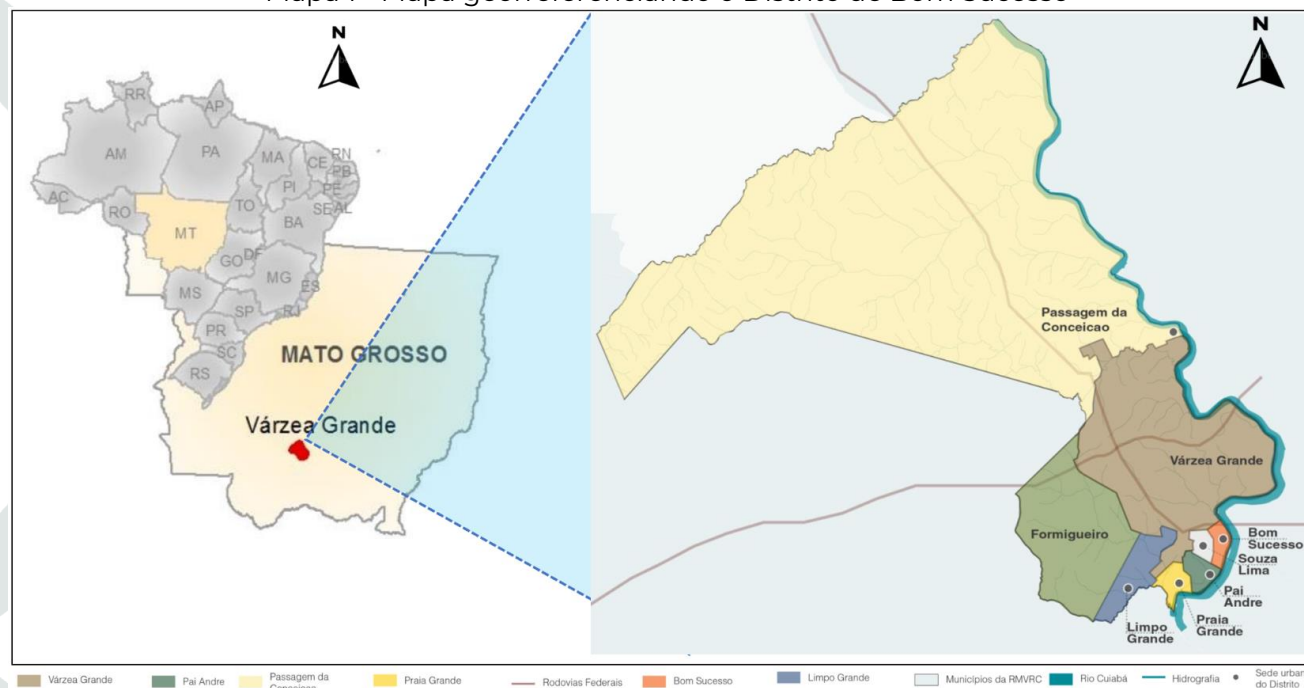 Mapa 1 - Mapa georreferenciando o Distrito de Bom Sucesso
N
RR
AP
AM
PA
MA
CE
RN
PB
PI
PE
AC
TO
SE
AL
RO
BA
MT
DF
GO
MG
ES
MS
SP
RJ
PR
SC
RS
MATO GROSSO
Várzea Grande
N
Passagem da
Conceicao
Várzea Grande
Formigueiro
Bom
Sucesso
Souza
Lima
Pai
Andre
Praia
Grande
Limpo
Grande
Várzea Grande
Pai Andre
Passagem da
Conceicao
Praia Grande
Rodovias Federais
Bom Sucesso
Limpo Grande
Municípios da RMVRC
Rio Cuiabá
Hidrografia
Sede urban
do Distrito